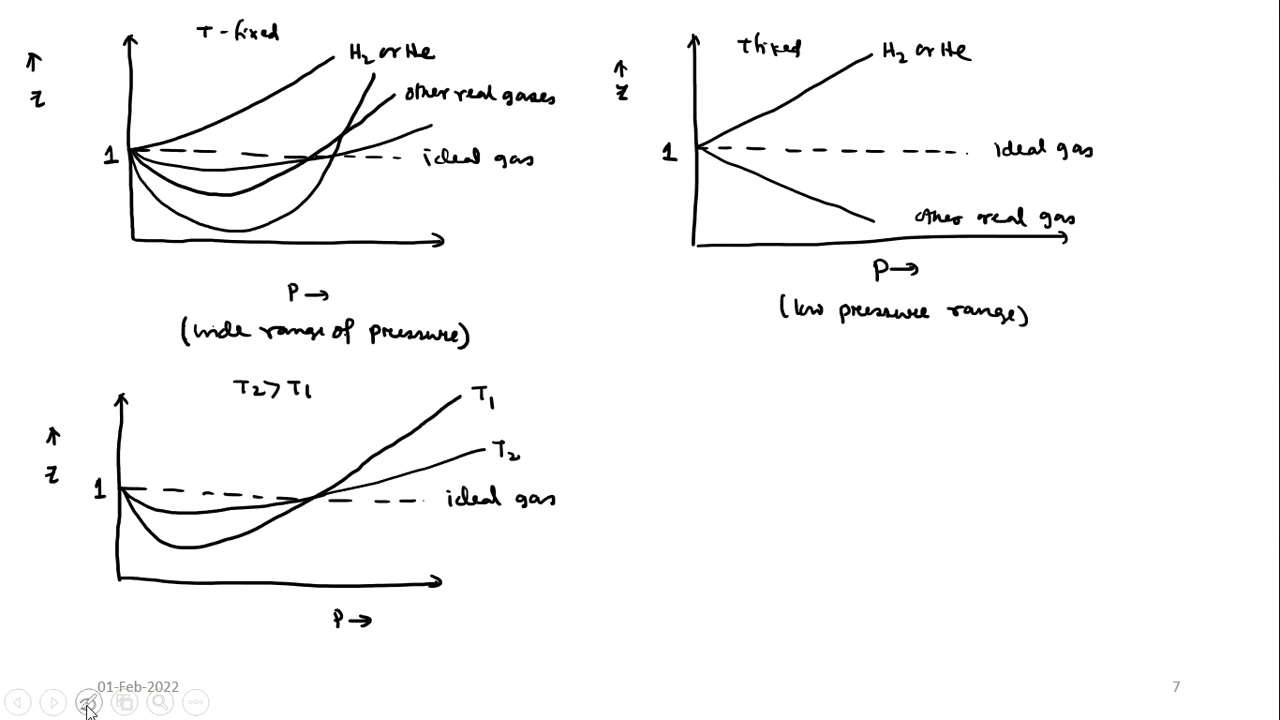 T - fixed
↑
z
H₂ or He
other real gases
1
ideal gas
P →
(wide range of pressure)
T fixed
↑
z
H₂ or He
1
ideal gas
other real gas
P →
(low pressure range)
T₂ > T₁
↑
z
T₁
T₂
1
ideal gas
P →
01-Feb-2022
7